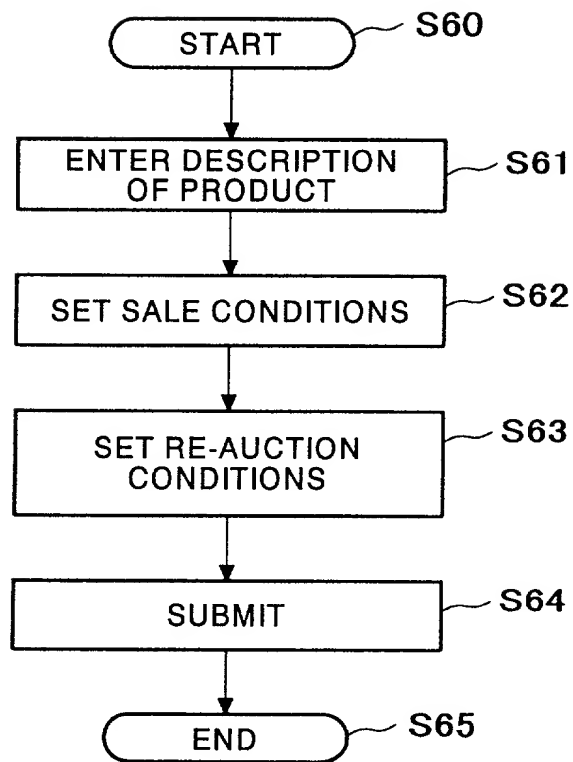 START
S60
ENTER DESCRIPTION
OF PRODUCT
S61
SET SALE CONDITIONS
S62
SET RE-AUCTION
CONDITIONS
S63
SUBMIT
S64
END
S65